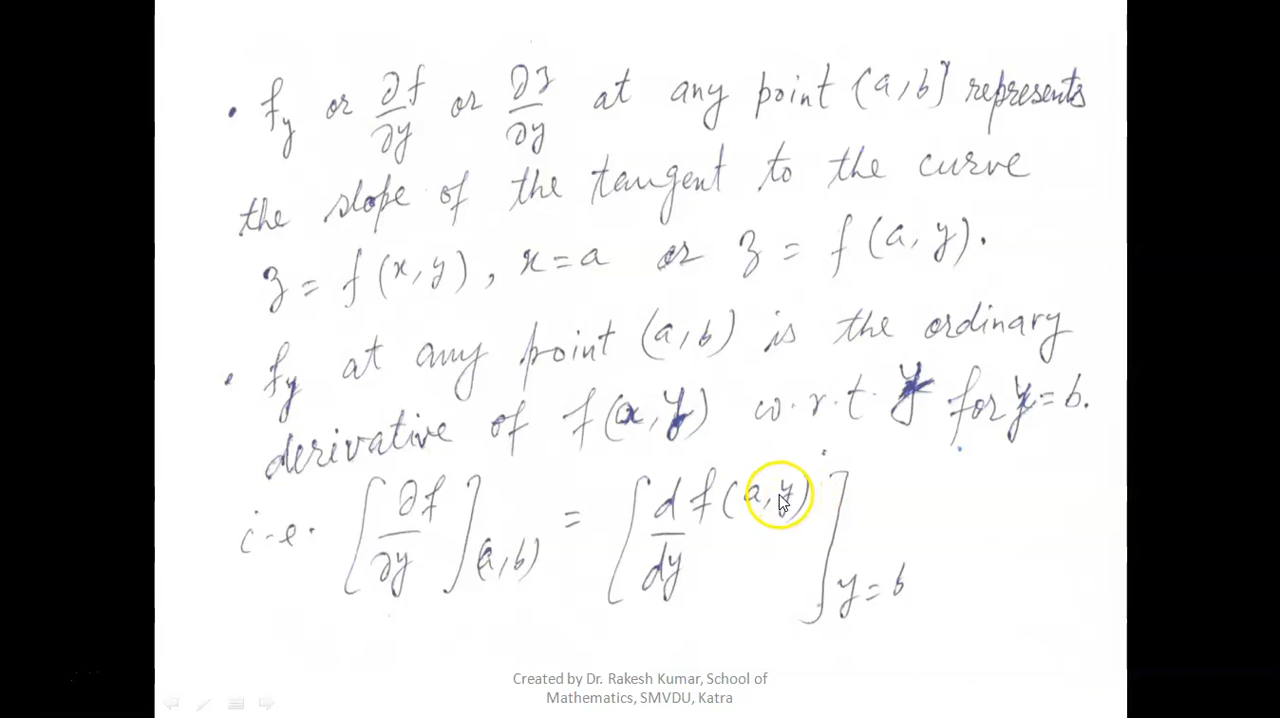 • f_y or ∂f/∂y or ∂z/∂y at any point (a,b) represents
the slope of the tangent to the curve
z = f(x,y), x=a or z = f(a,y).
• f_y at any point (a,b) is the ordinary
derivative of f(a,y) w.r.t. y for y=b.
i.e. [∂f/∂y](a,b) = [d/dy f(a,y)]y=b
Created by Dr. Rakesh Kumar, School of
Mathematics, SMVDU, Katra